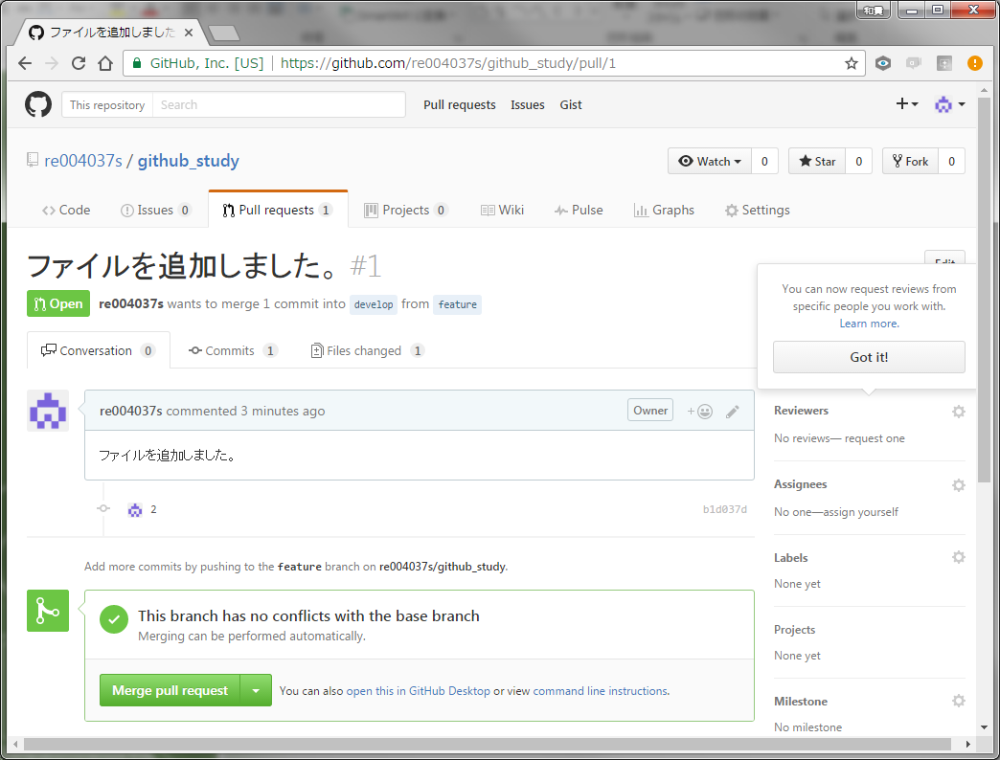 和真
ファイルを追加しました
GitHub, Inc. [US] https://github.com/re004037s/github_study/pull/1
This repository Search Pull requests Issues Gist
re004037s / github_study Watch 0 Star 0 Fork 0
Code Issues 0 Pull requests 1 Projects 0 Wiki Pulse Graphs Settings
ファイルを追加しました。 #1 Edit
Open re004037s wants to merge 1 commit into develop from feature
You can now request reviews from
specific people you work with.
Learn more.
Got it!
Conversation 0 Commits 1 Files changed 1
re004037s commented 3 minutes ago Owner
ファイルを追加しました。
2 b1d037d
Add more commits by pushing to the feature branch on re004037s/github_study.
This branch has no conflicts with the base branch
Merging can be performed automatically.
Merge pull request You can also open this in GitHub Desktop or view command line instructions.
Reviewers
No reviews— request one
Assignees
No one—assign yourself
Labels
None yet
Projects
None yet
Milestone
No milestone